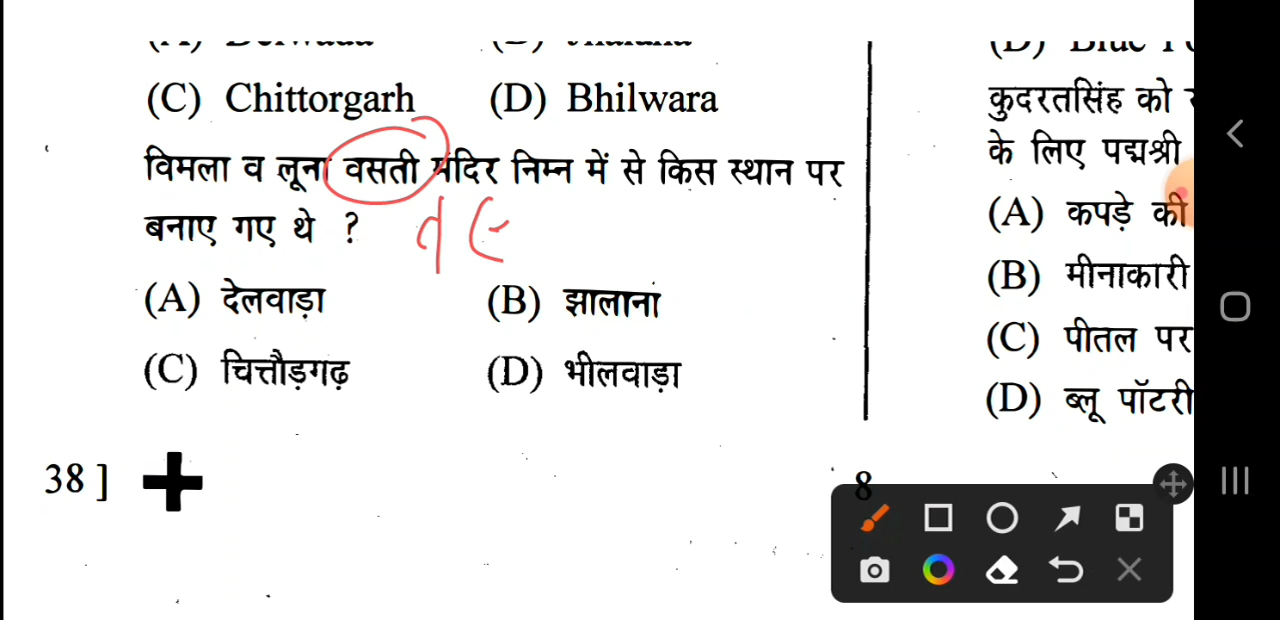 (C) Chittorgarh (D) Bhilwara
विमला व लूना वसती मंदिर निम्न में से किस स्थान पर
बनाए गए थे ?
(A) देलवाड़ा (B) झालाना
(C) चित्तौड़गढ़ (D) भीलवाड़ा
38 ]
कुदरतसिंह को
के लिए पद्मश्री
(A) कपड़े की
(B) मीनाकारी
(C) पीतल पर
(D) ब्लू पॉटरी
8